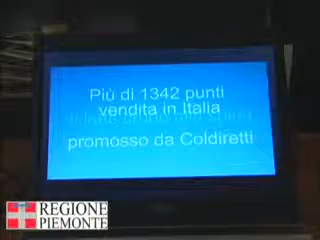 Più di 1342 punti
vendita in Italia
promosso da Coldiretti
REGIONE
PIEMONTE